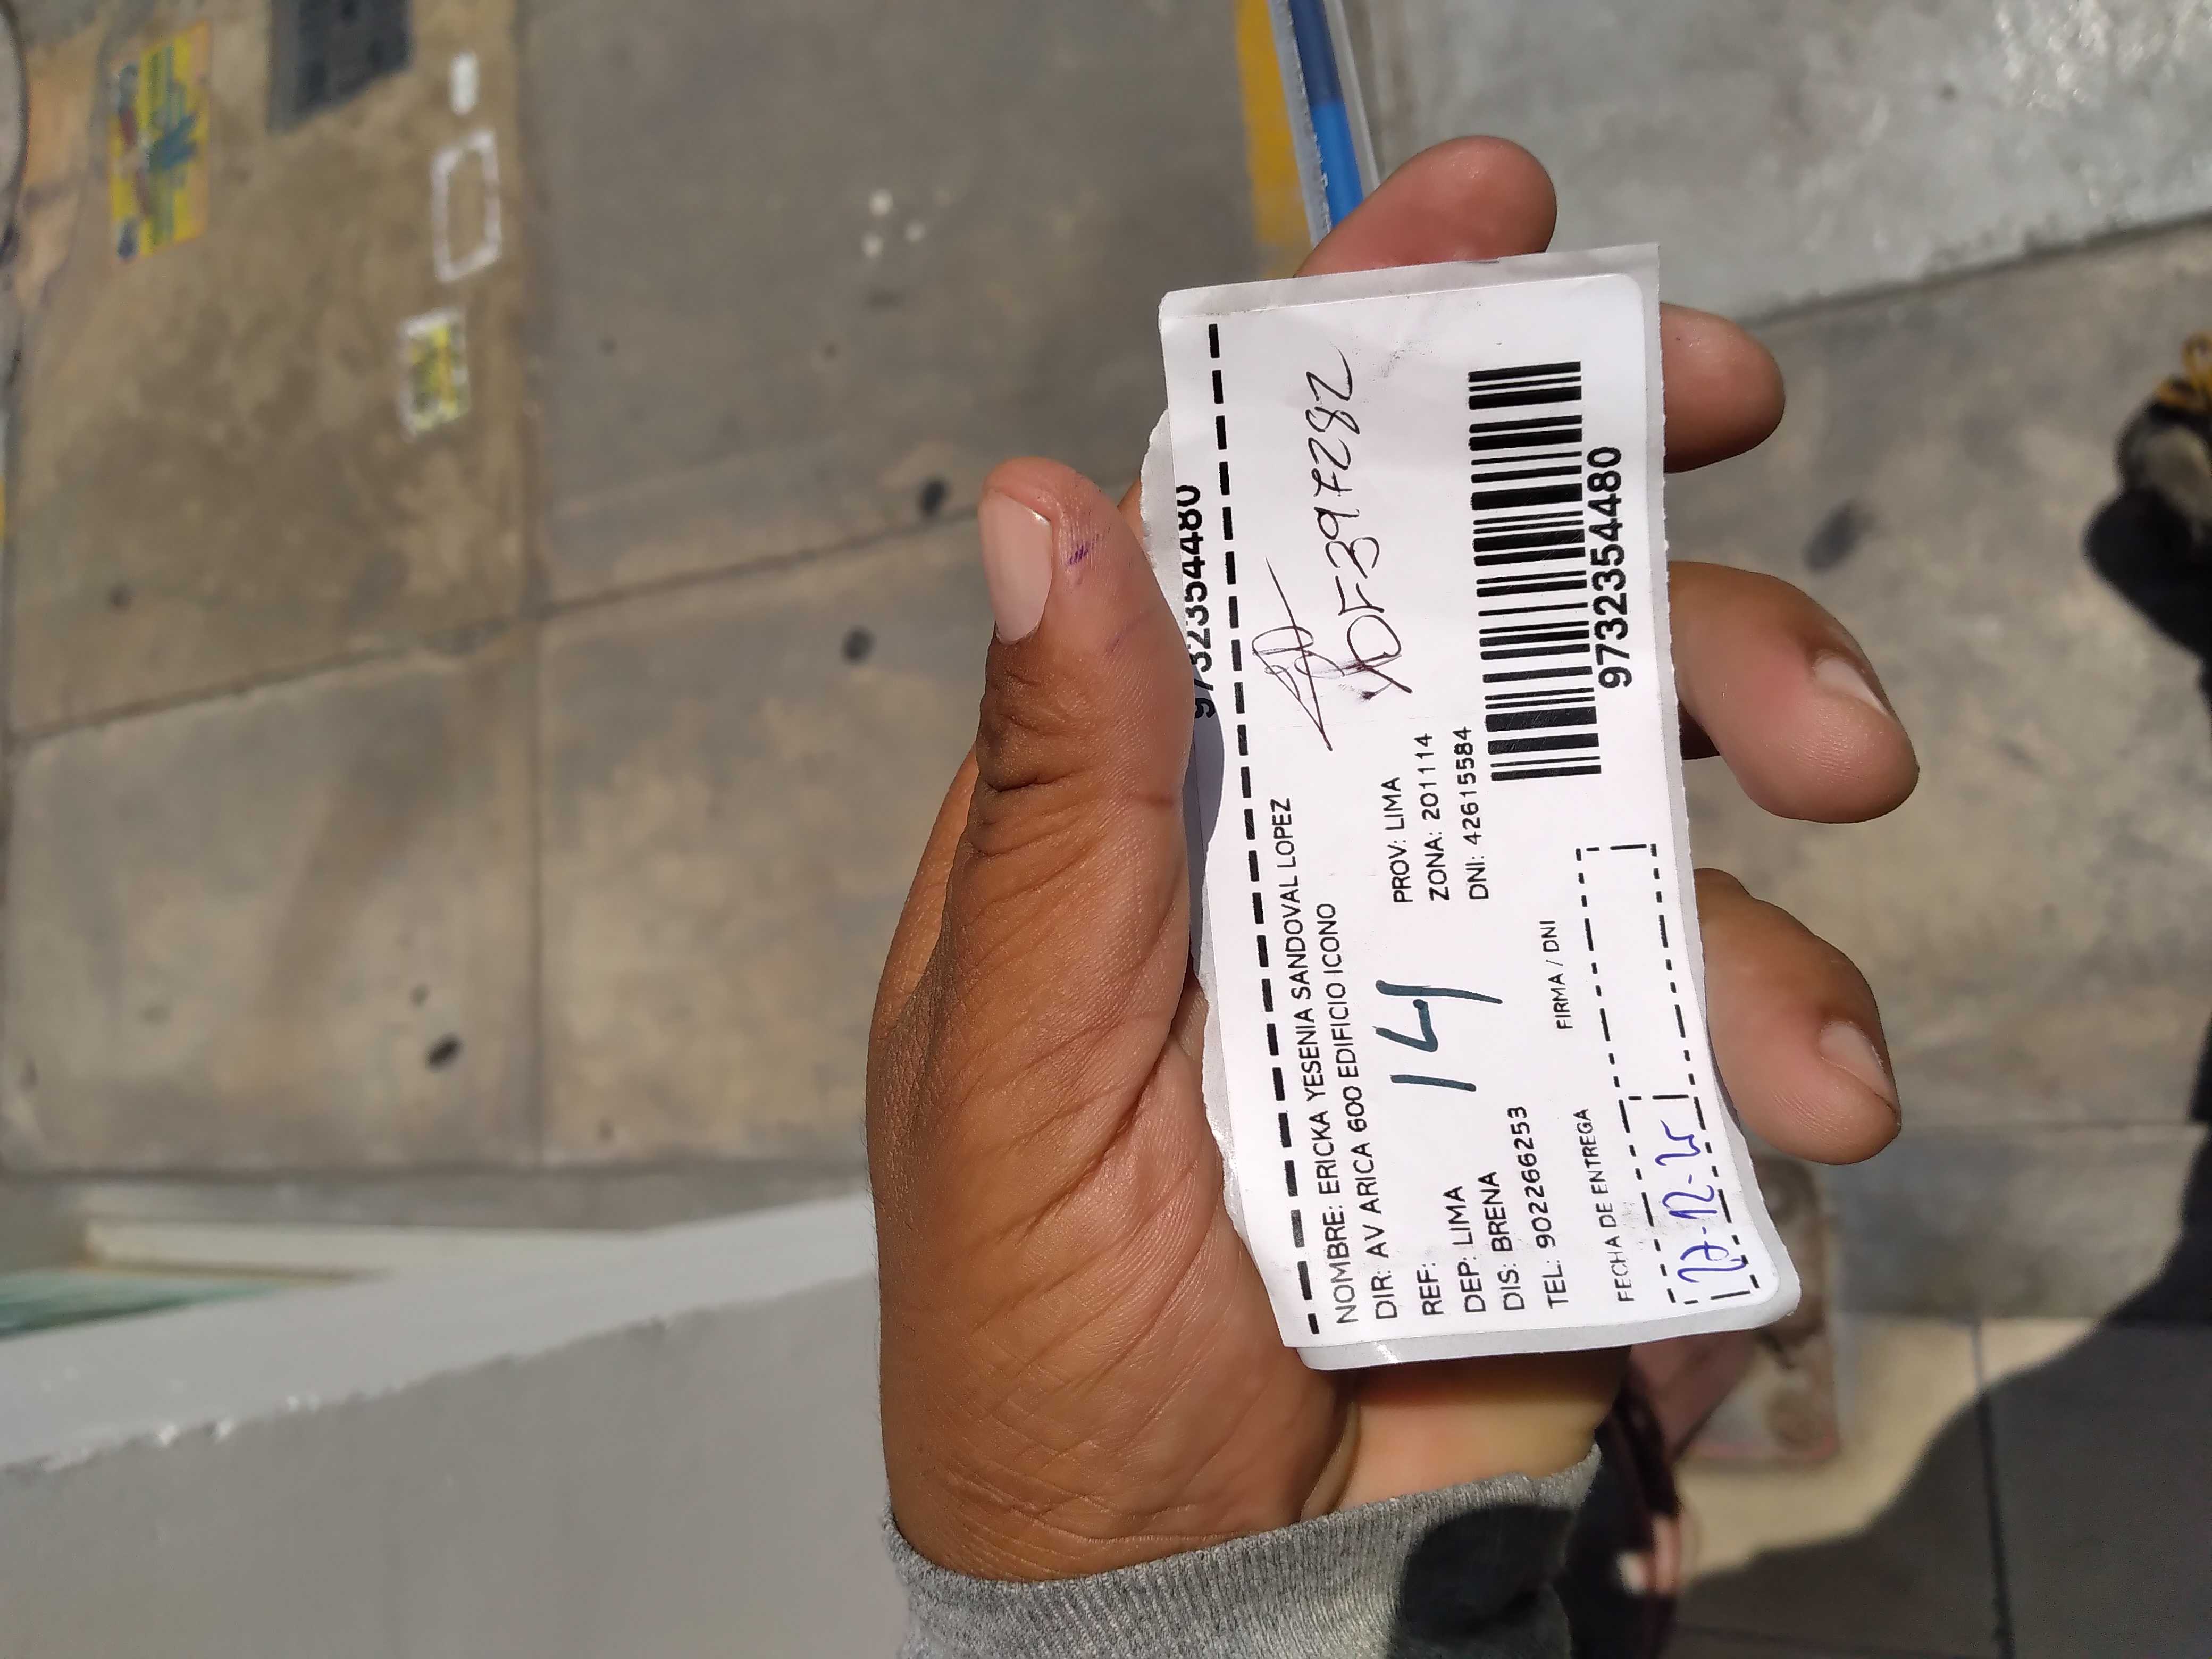 9732354480
NOMBRE: ERICKA YESENIA SANDOVAL LOPEZ
DIR: AV ARICA 600 EDIFICIO ICONO
REF:
14
DEP: LIMA
PROV: LIMA
DIS: BRENA
ZONA: 201114
TEL: 902266253
DNI: 42615584
FECHA DE ENTREGA
FIRMA / DNI
9732354480